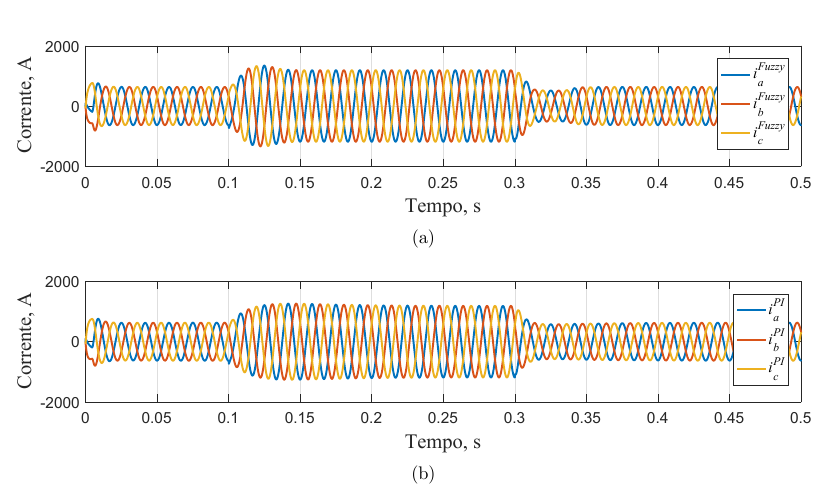 2000
0
-2000
Corrente, A
0 0.05 0.1 0.15 0.2 0.25 0.3 0.35 0.4 0.45 0.5
Tempo, s
i_a^Fuzzy
i_b^Fuzzy
i_c^Fuzzy
(a)
2000
0
-2000
Corrente, A
0 0.05 0.1 0.15 0.2 0.25 0.3 0.35 0.4 0.45 0.5
Tempo, s
i_a^PI
i_b^PI
i_c^PI
(b)